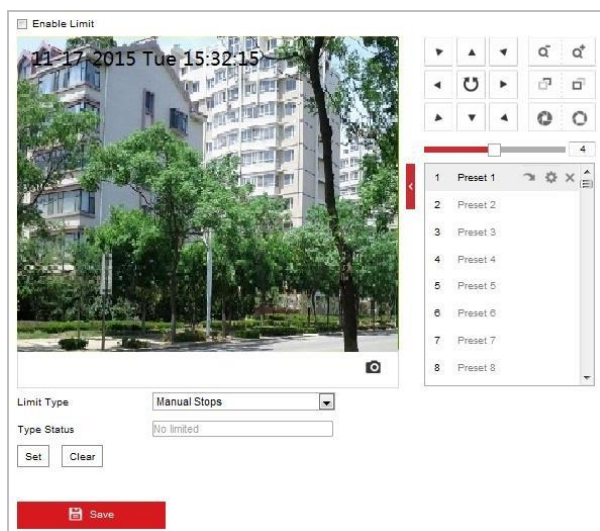 Enable Limit
11-17-2015 Tue 15:32:15
4
1 Preset 1
2 Preset 2
3 Preset 3
4 Preset 4
5 Preset 5
6 Preset 6
7 Preset 7
8 Preset 8
Limit Type Manual Stops
Type Status No limited
Set Clear
Save